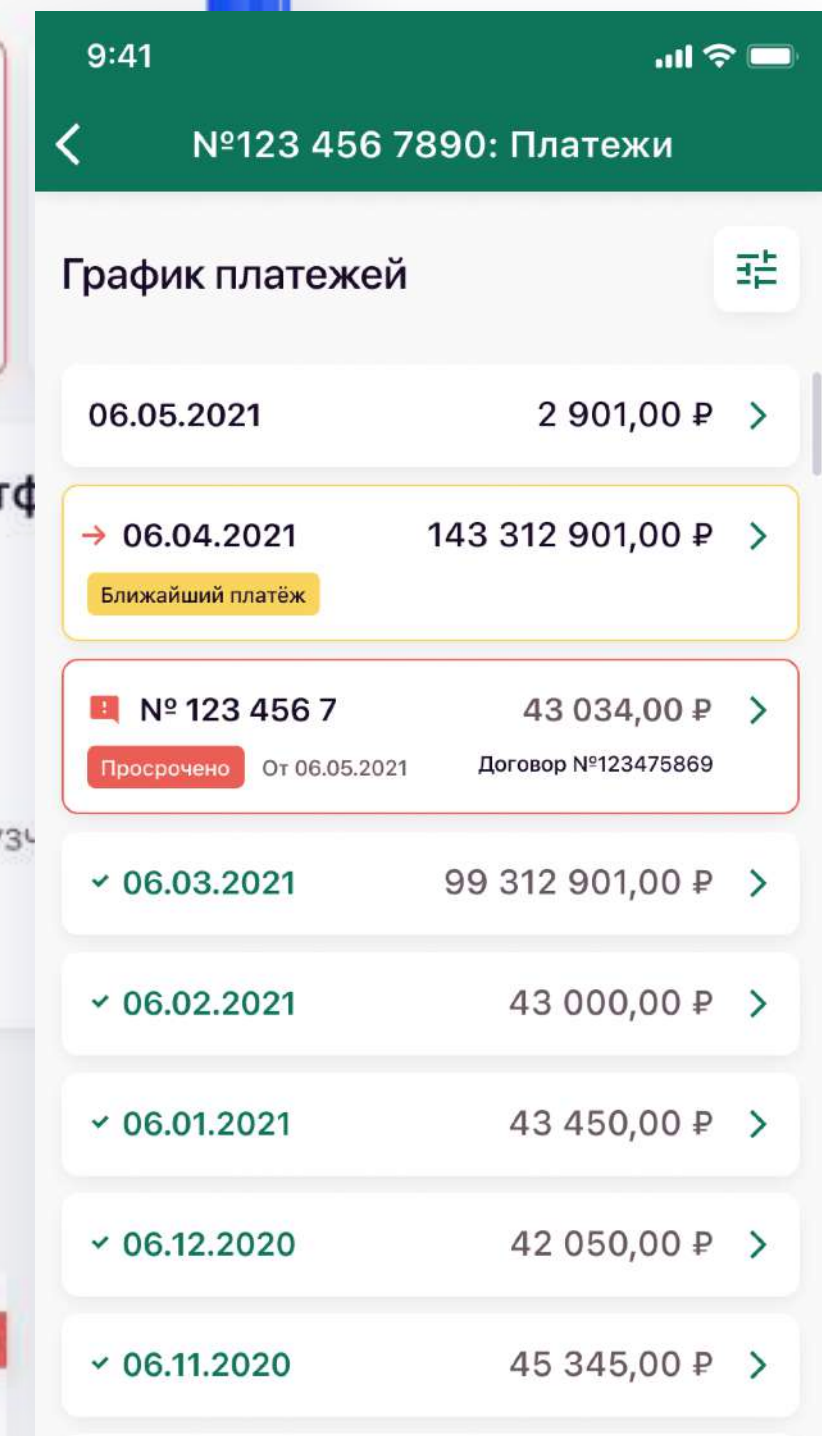 9:41
№123 456 7890: Платежи
График платежей
06.05.2021 2 901,00 ₽
06.04.2021 143 312 901,00 ₽
Ближайший платёж
№ 123 456 7 43 034,00 ₽
Просрочено От 06.05.2021 Договор №123475869
06.03.2021 99 312 901,00 ₽
06.02.2021 43 000,00 ₽
06.01.2021 43 450,00 ₽
06.12.2020 42 050,00 ₽
06.11.2020 45 345,00 ₽